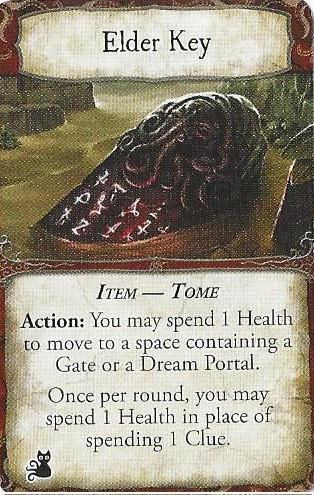 Elder Key
Item — Tome
Action: You may spend 1 Health
to move to a space containing a
Gate or a Dream Portal.
Once per round, you may
spend 1 Health in place of
spending 1 Clue.